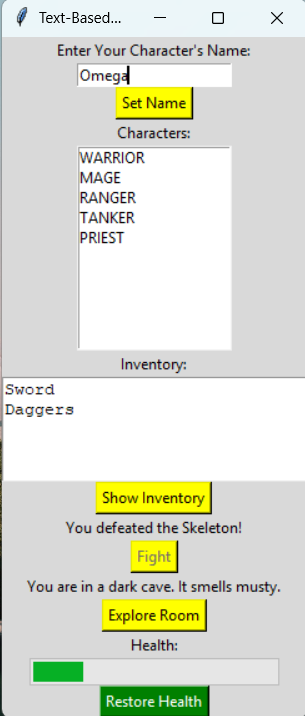 Text-Based...
Enter Your Character's Name:
Omega
Set Name
Characters:
WARRIOR
MAGE
RANGER
TANKER
PRIEST
Inventory:
Sword
Daggers
Show Inventory
You defeated the Skeleton!
Fight
You are in a dark cave. It smells musty.
Explore Room
Health:
Restore Health